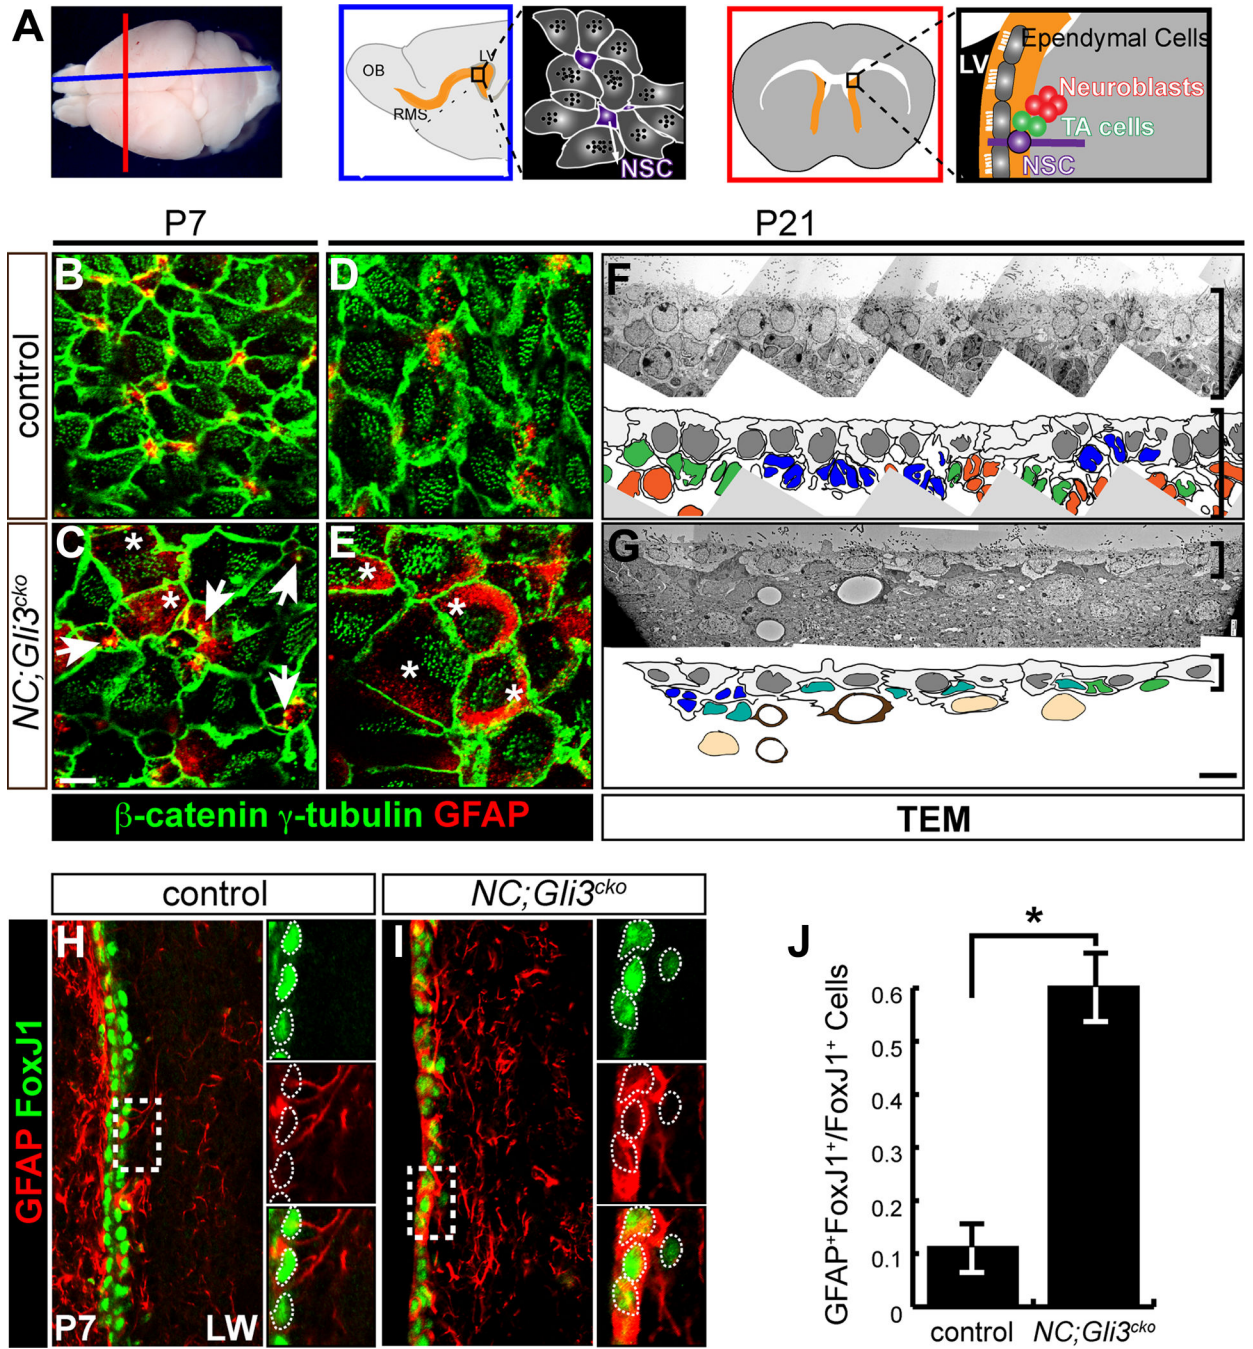 A
OB
RMS
LV
NSC
LV
Ependymal Cells
Neuroblasts
TA cells
NSC
P7
P21
control
NC;Gli3cko
B
D
F
C
E
G
* * * * * *
β-catenin γ-tubulin GFAP
TEM
control
NC;Gli3cko
GFAP FoxJ1
H
I
P7
LW
J
*
GFAP+FoxJ1+/FoxJ1+ Cells
0.6
0.5
0.4
0.3
0.2
0.1
0
control
NC;Gli3cko